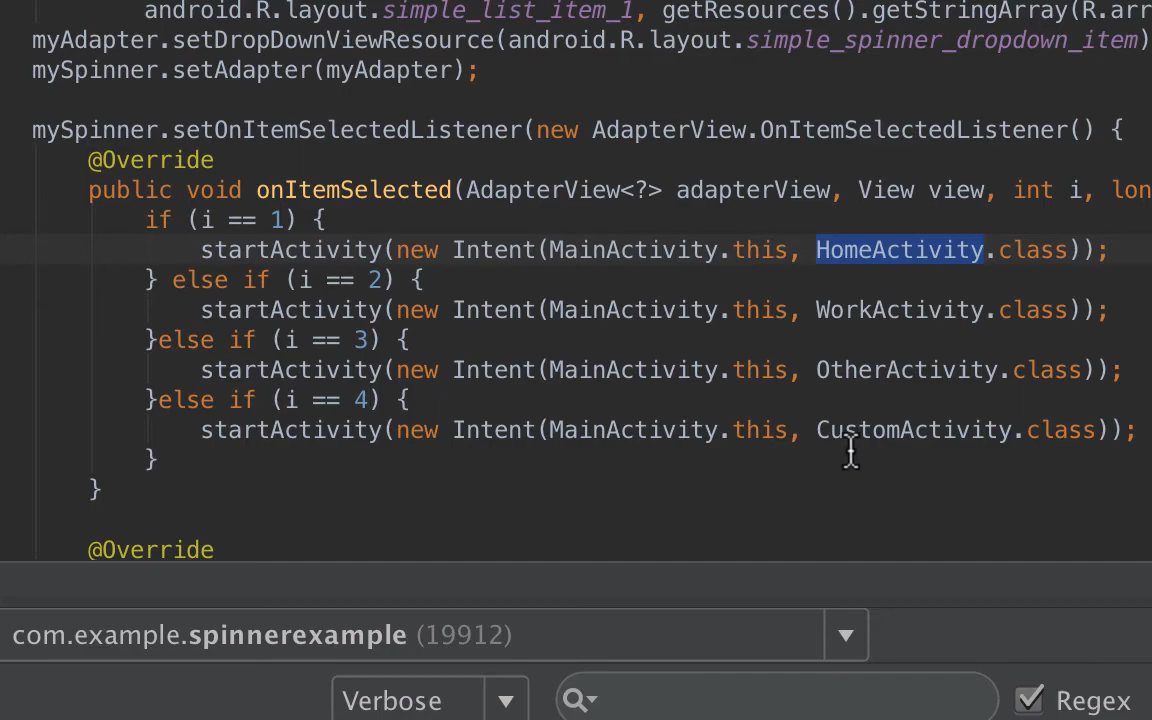 android.R.layout.simple_list_item_1, getResources().getStringArray(R.arr
myAdapter.setDropDownViewResource(android.R.layout.simple_spinner_dropdown_item)
mySpinner.setAdapter(myAdapter);
mySpinner.setOnItemSelectedListener(new AdapterView.OnItemSelectedListener() {
@Override
public void onItemSelected(AdapterView<?> adapterView, View view, int i, lon
if (i == 1) {
startActivity(new Intent(MainActivity.this, HomeActivity.class));
} else if (i == 2) {
startActivity(new Intent(MainActivity.this, WorkActivity.class));
}else if (i == 3) {
startActivity(new Intent(MainActivity.this, OtherActivity.class));
}else if (i == 4) {
startActivity(new Intent(MainActivity.this, CustomActivity.class));
}
}
@Override
com.example.spinnerexample (19912)
Verbose
Regex